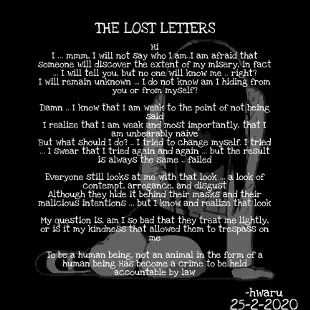 THE LOST LETTERS
Hi
I ... mmm, I will not say who I am .I am afraid that
someone will discover the extent of my misery, in fact
... I will tell you, but no one will know me .. right?
I will remain unknown ... I do not know am I hiding from
you or from myself?
Damn .. I know that I am weak to the point of not being
said
I realize that I am weak and most importantly, that I
am unbearably naive
But what should I do? .. I tried to change myself, I tried
... I swear that I tried again and again ... but the result
is always the same .. failed
Everyone still looks at me with that look ... a look of
contempt, arrogance, and disgust
Although they hide it behind their masks and their
malicious intentions ... but I know and realize that look
My question is, am I so bad that they treat me lightly,
or is it my kindness that allowed them to trespass on
me
To be a human being, not an animal in the form of a
human being Has become a crime to be held
accountable by law
-hwaru
25-2-2020